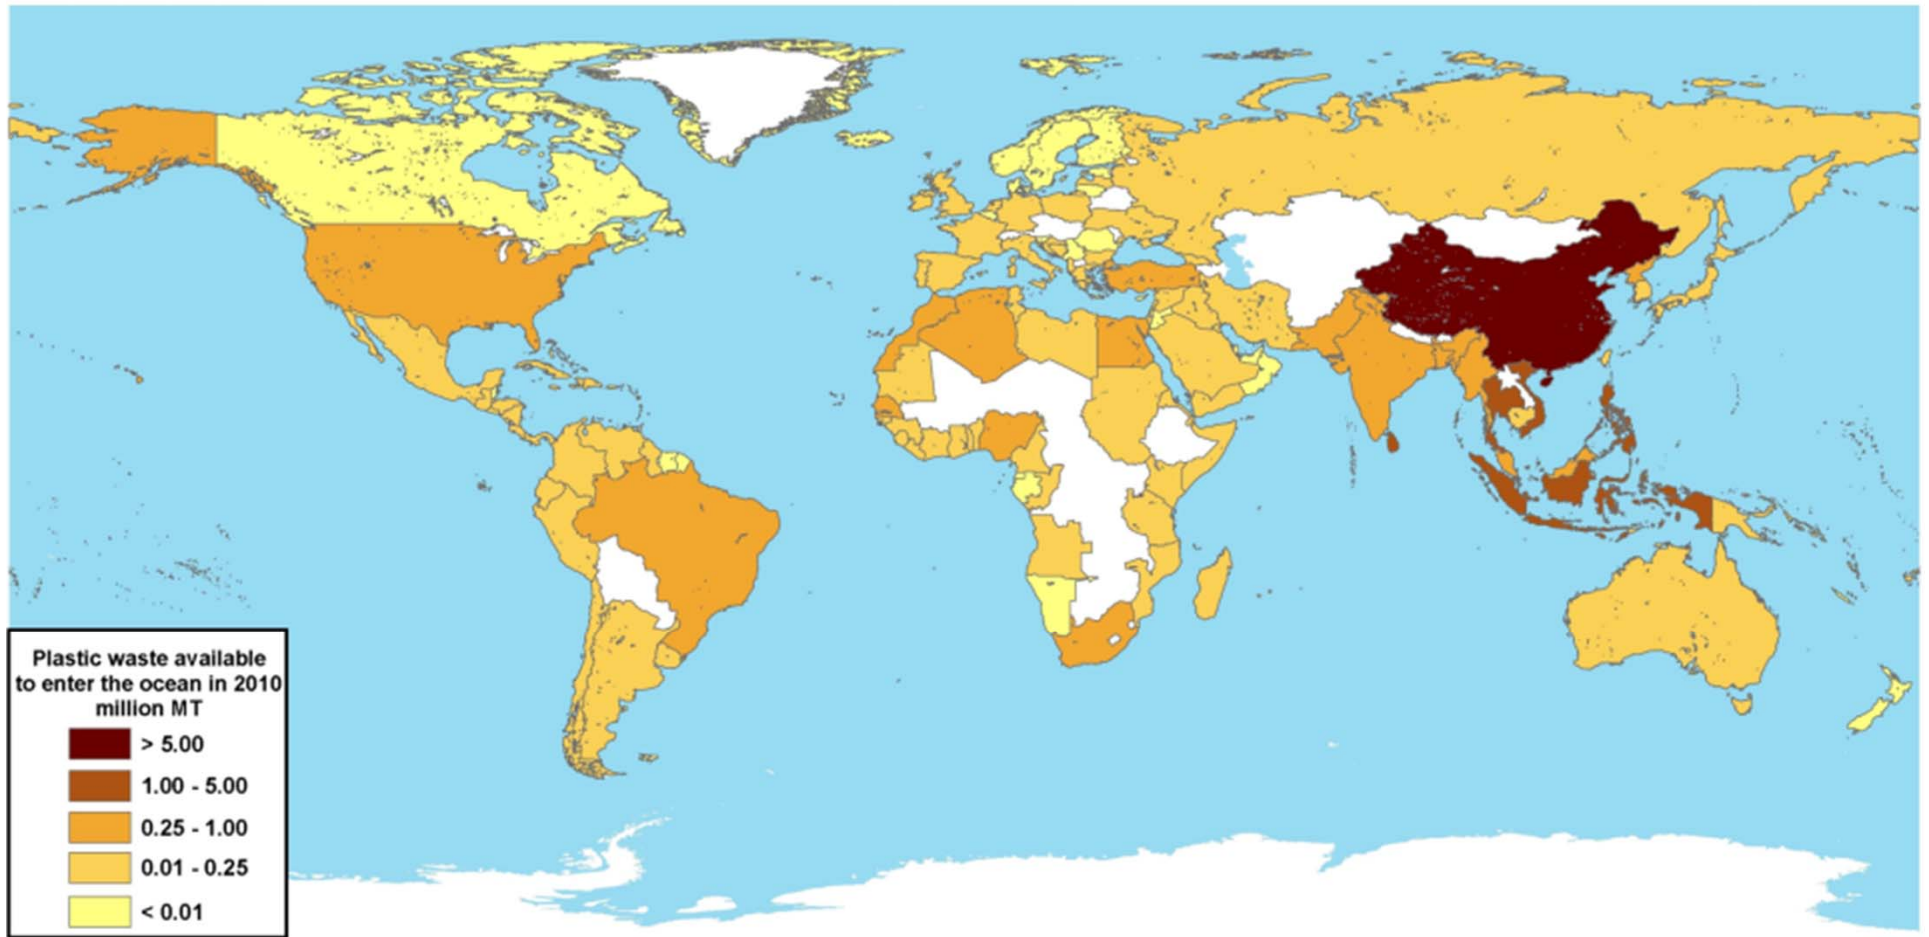 Plastic waste available
to enter the ocean in 2010
million MT
> 5.00
1.00 - 5.00
0.25 - 1.00
0.01 - 0.25
< 0.01